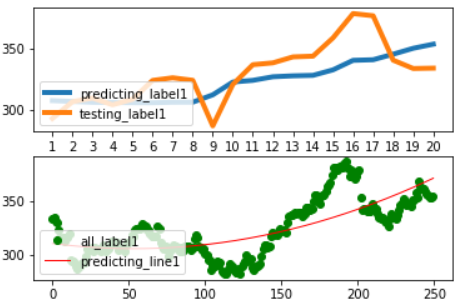 350
300
predicting_label1
testing_label1
1 2 3 4 5 6 7 8 9 10 11 12 13 14 15 16 17 18 19 20
350
300
all_label1
predicting_line1
0 50 100 150 200 250